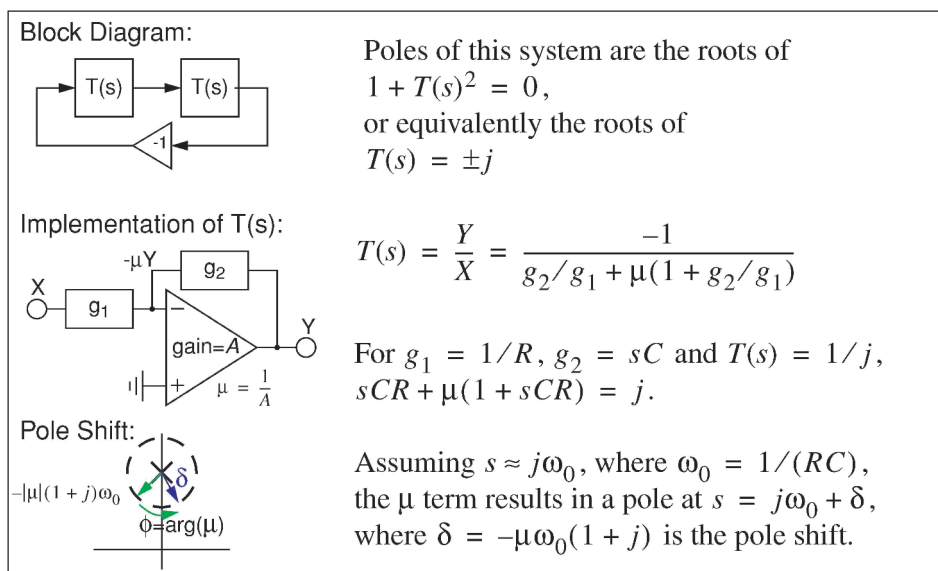 Block Diagram:
T(s)
T(s)
-1
Poles of this system are the roots of
1 + T(s)² = 0,
or equivalently the roots of
T(s) = ±j
Implementation of T(s):
-μY
g₂
X
g₁
−
Y
gain=A
+
μ = 1/A
T(s) = Y/X = −1/(g₂/g₁ + μ(1 + g₂/g₁))
For g₁ = 1/R, g₂ = sC and T(s) = 1/j,
sCR + μ(1 + sCR) = j.
Pole Shift:
−|μ|(1 + j)ω₀
δ
ϕ=arg(μ)
Assuming s ≈ jω₀, where ω₀ = 1/(RC),
the μ term results in a pole at s = jω₀ + δ,
where δ = −μω₀(1 + j) is the pole shift.